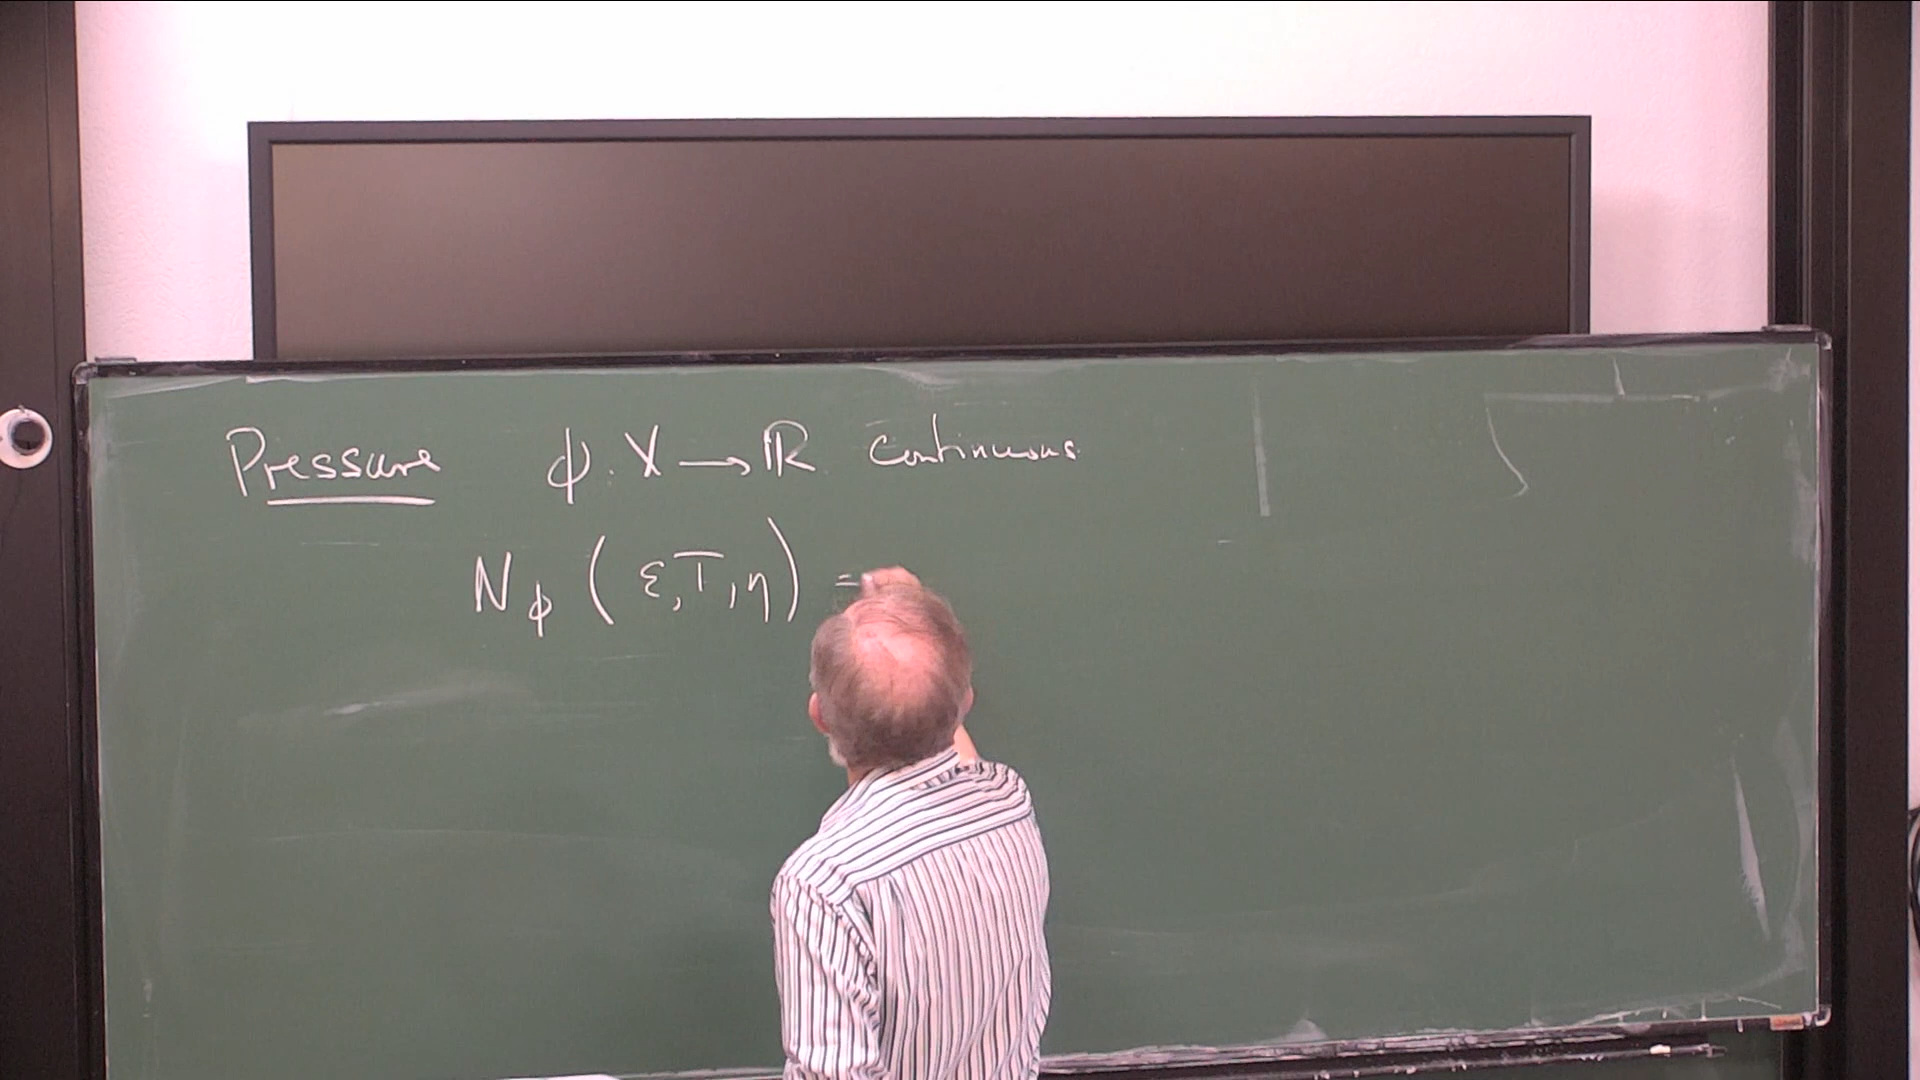 Pressure φ: X → ℝ continuous
N_φ ( ε, T, η ) =